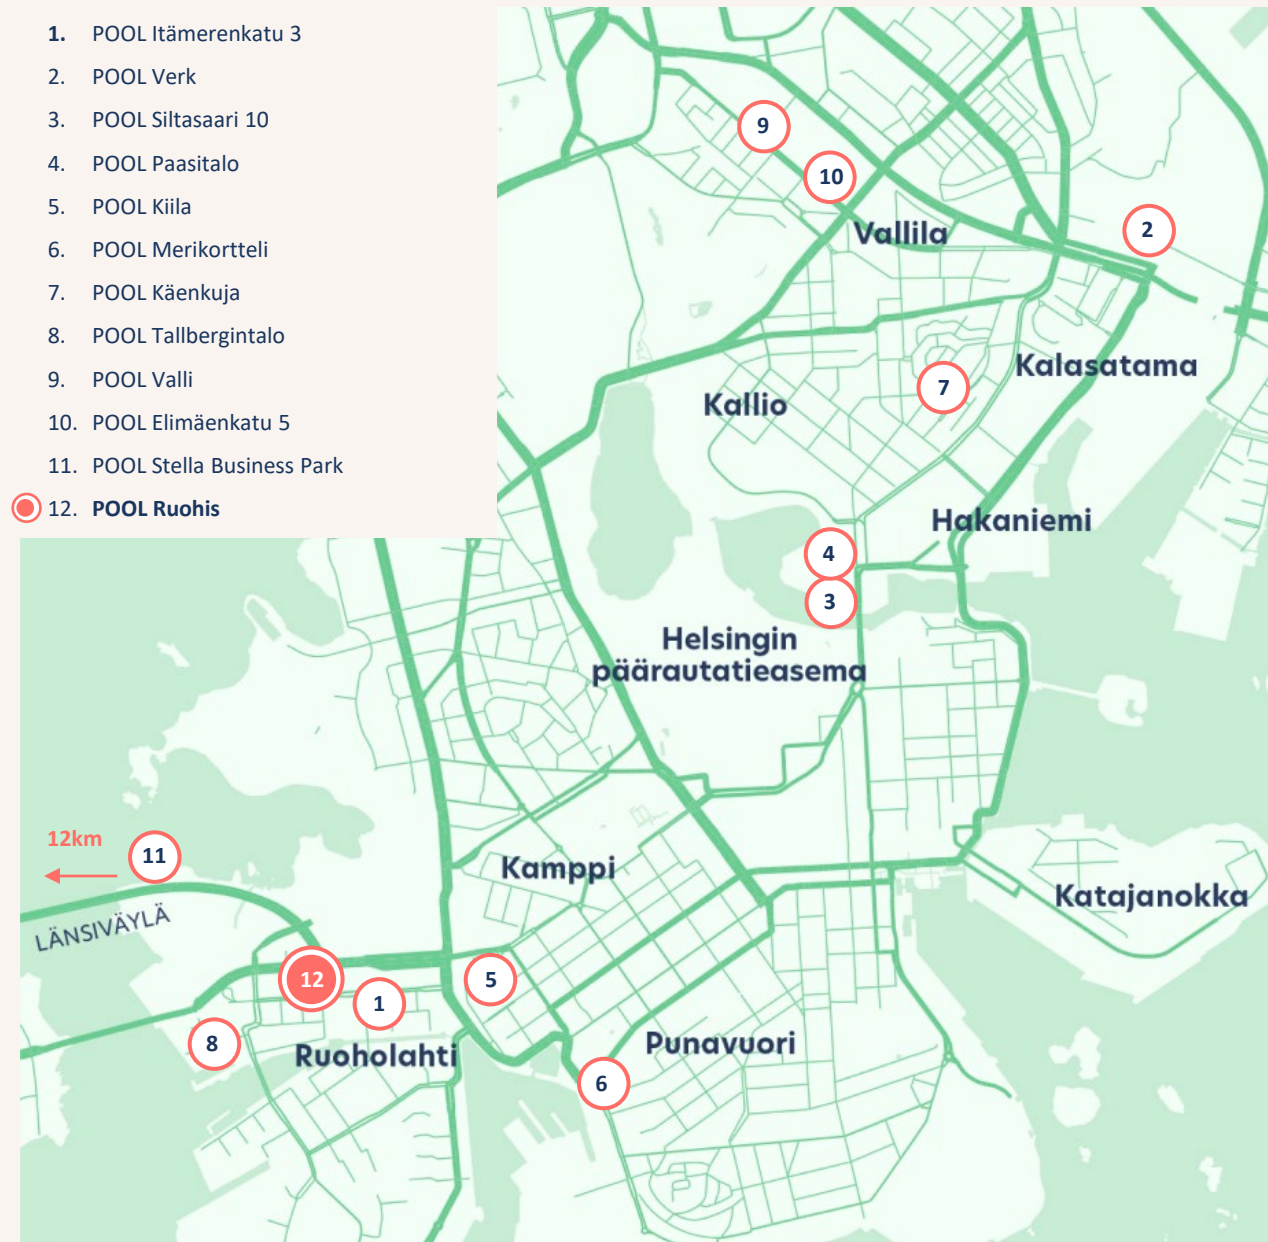 1. POOL Itämerenkatu 3
2. POOL Verk
3. POOL Siltasaari 10
4. POOL Paasitalo
5. POOL Kiila
6. POOL Merikortteli
7. POOL Käenkuja
8. POOL Tallbergintalo
9. POOL Valli
10. POOL Elimäenkatu 5
11. POOL Stella Business Park
12. POOL Ruohis
9
10
Vallila
2
Kalasatama
7
Kallio
Hakaniemi
4
3
Helsingin
päärautatieasema
12km
11
Kamppi
Katajanokka
LÄNSIVÄYLÄ
12
5
1
8
Ruoholahti
Punavuori
6